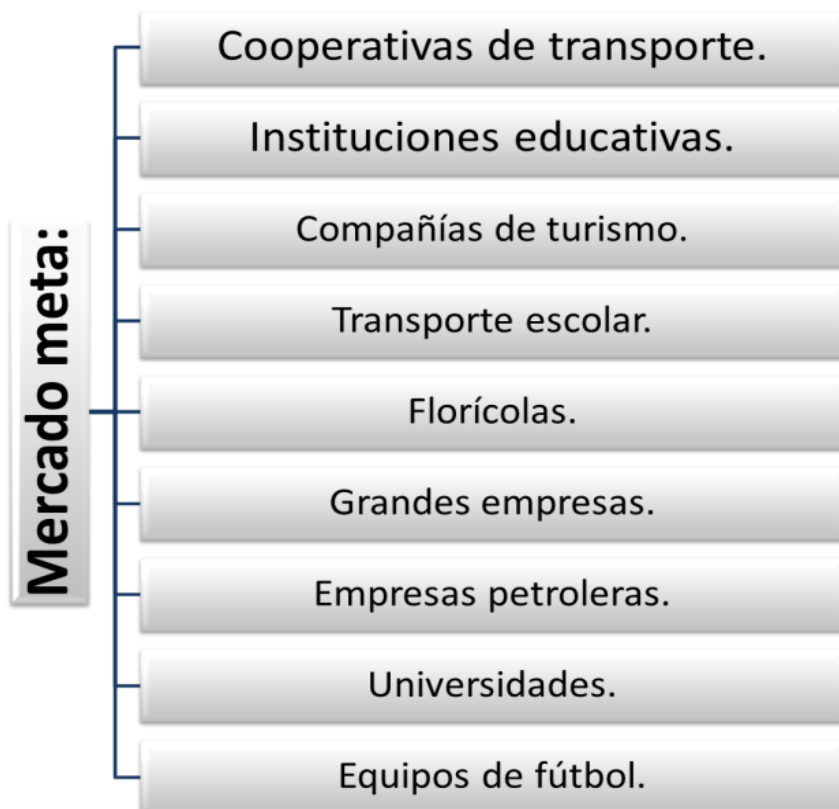 Mercado meta:
Cooperativas de transporte.
Instituciones educativas.
Compañías de turismo.
Transporte escolar.
Florícolas.
Grandes empresas.
Empresas petroleras.
Universidades.
Equipos de fútbol.